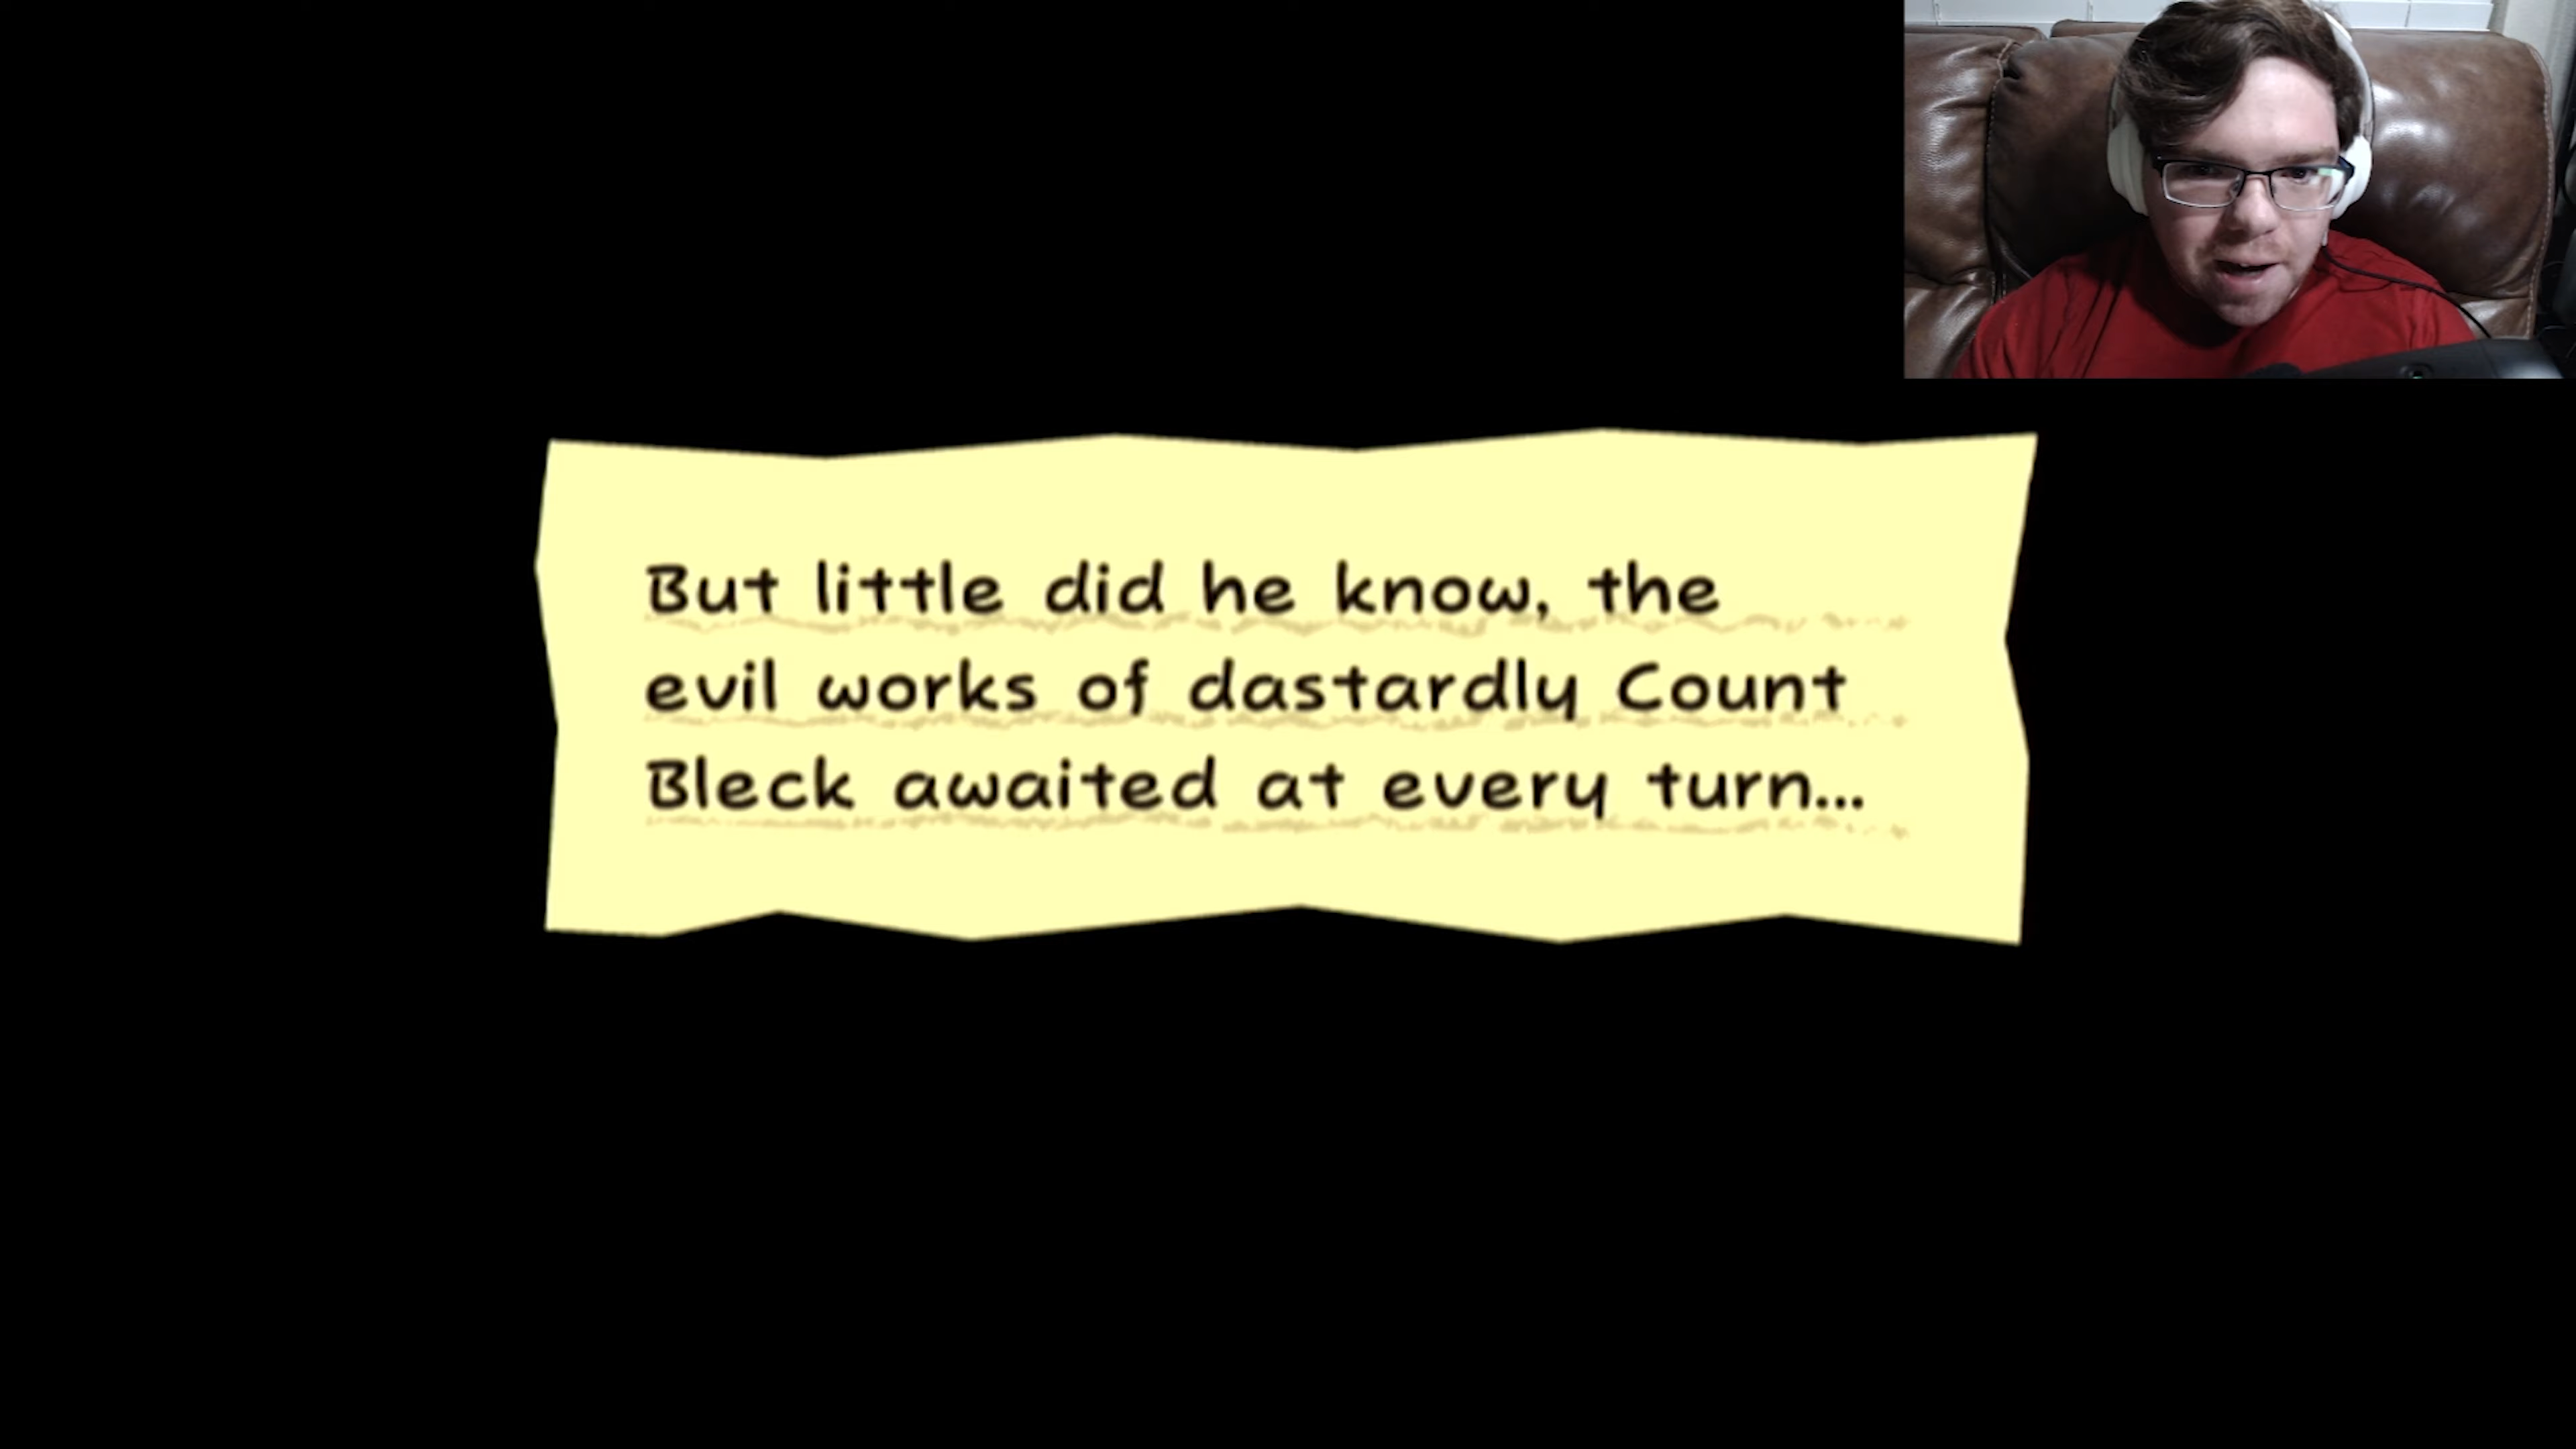 But little did he know, the
evil works of dastardly Count
Bleck awaited at every turn...